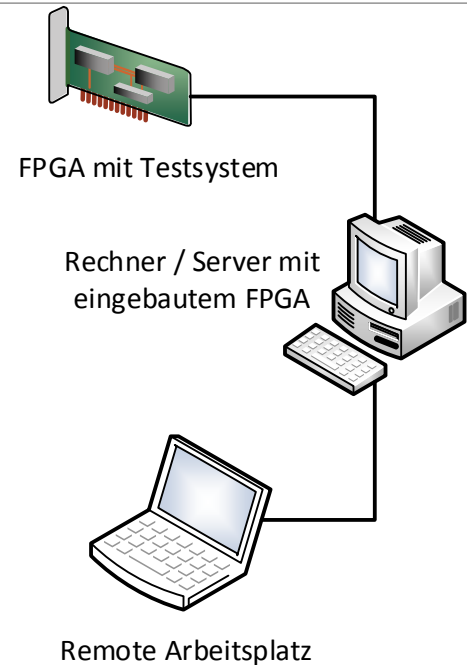 FPGA mit Testsystem
Rechner / Server mit
eingebautem FPGA
Remote Arbeitsplatz